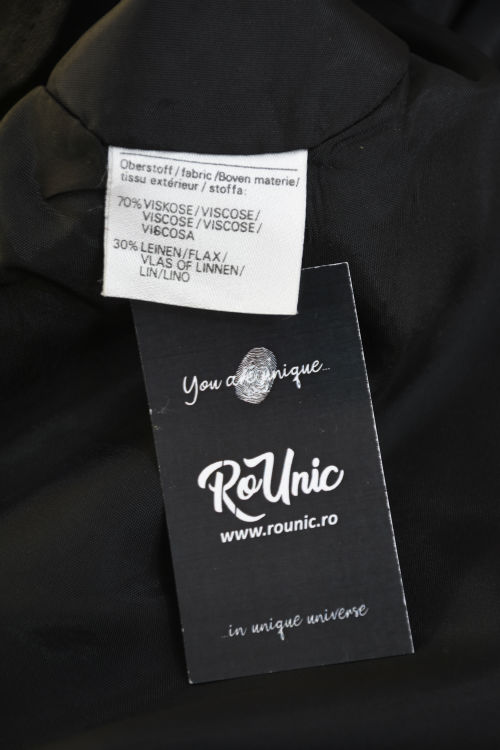 Oberstoff/fabric/Boven materie/
tissu extérieur / stoffa:
70% VISKOSE/VISCOSE/
VISCOSE/VISCOSE/
VISCOSA
30% LEINEN/FLAX/
VLAS OF LINNEN/
LIN/LINO
You are unique...
RoUnic
www.rounic.ro
...in unique universe